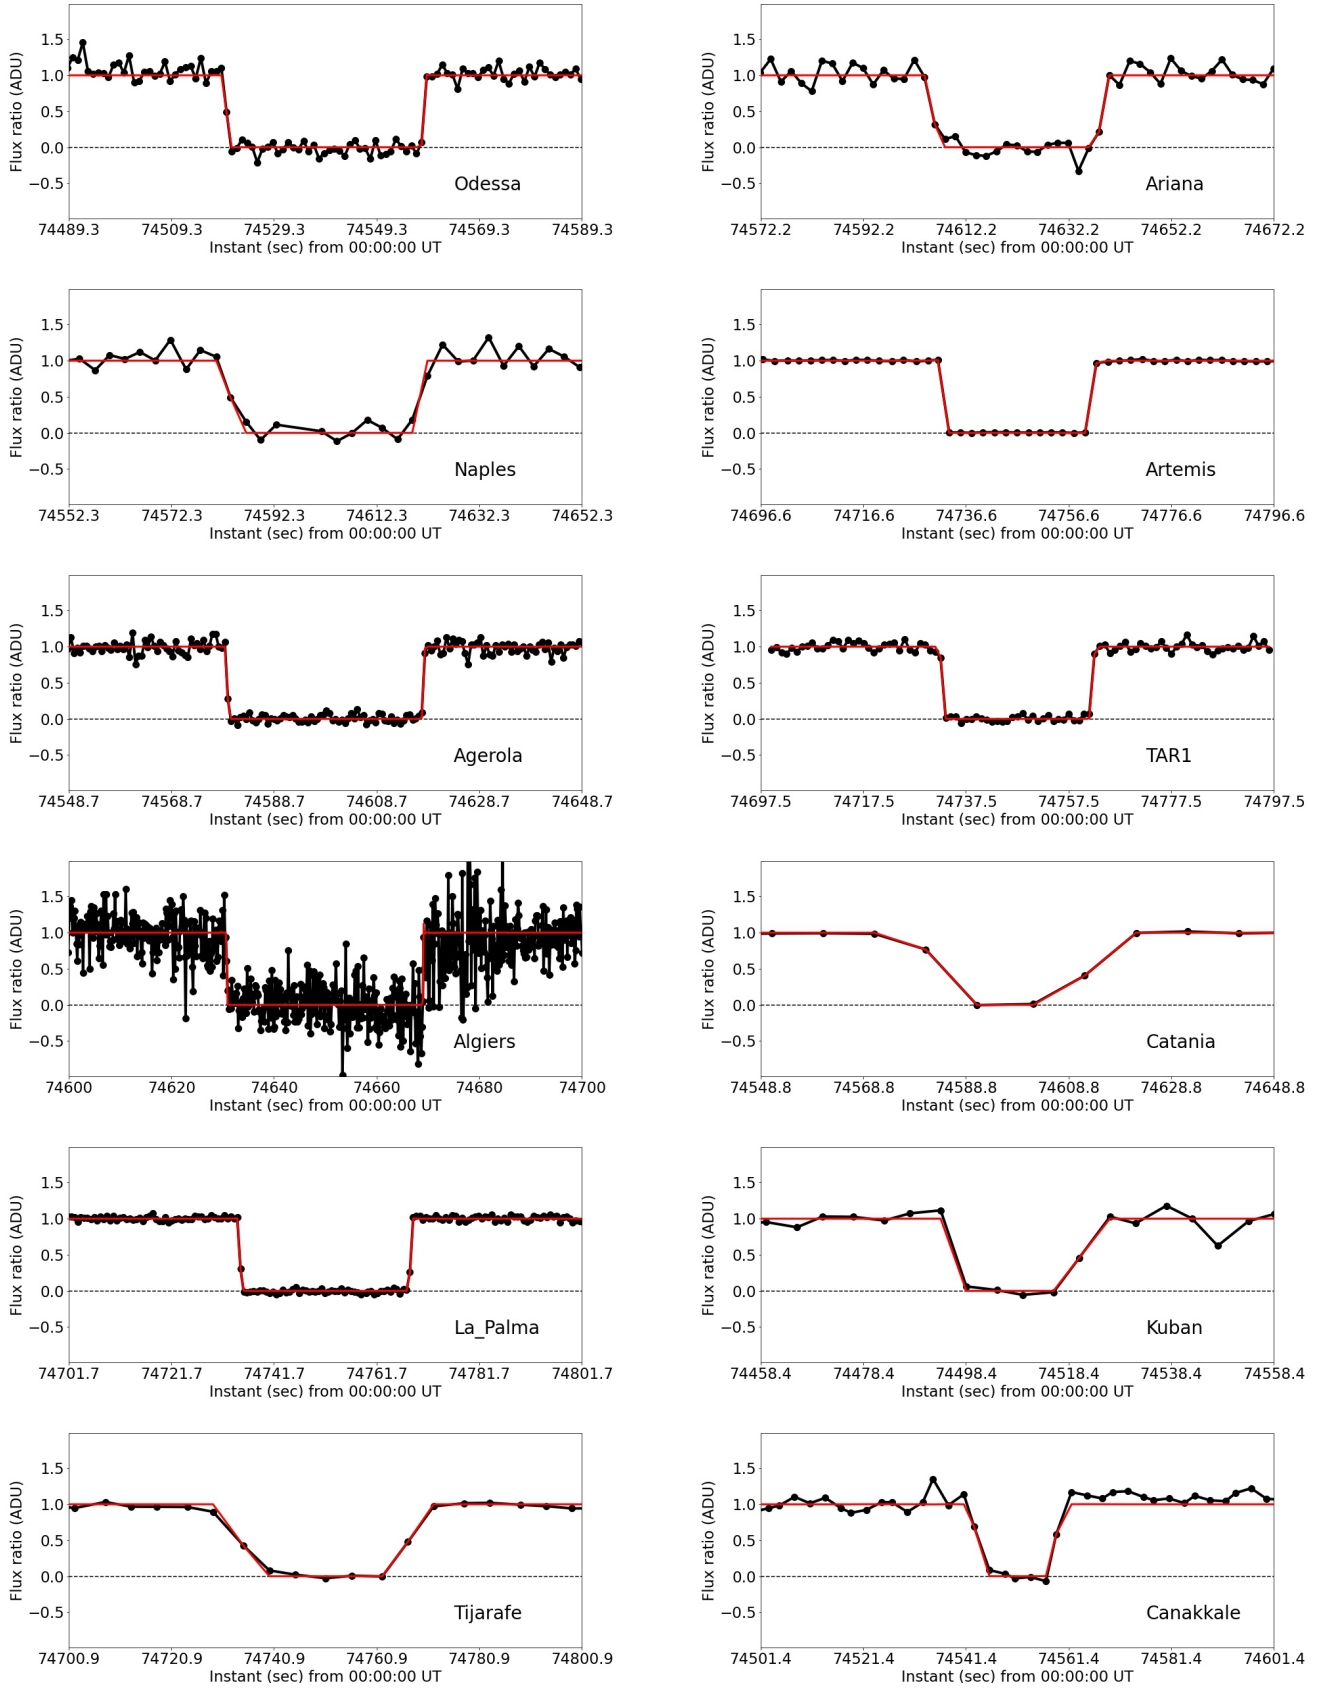 Flux ratio (ADU)
1.5
1.0
0.5
0.0
−0.5
Odessa
74489.3 74509.3 74529.3 74549.3 74569.3 74589.3
Instant (sec) from 00:00:00 UT
Flux ratio (ADU)
1.5
1.0
0.5
0.0
−0.5
Ariana
74572.2 74592.2 74612.2 74632.2 74652.2 74672.2
Instant (sec) from 00:00:00 UT
Flux ratio (ADU)
1.5
1.0
0.5
0.0
−0.5
Naples
74552.3 74572.3 74592.3 74612.3 74632.3 74652.3
Instant (sec) from 00:00:00 UT
Flux ratio (ADU)
1.5
1.0
0.5
0.0
−0.5
Artemis
74696.6 74716.6 74736.6 74756.6 74776.6 74796.6
Instant (sec) from 00:00:00 UT
Flux ratio (ADU)
1.5
1.0
0.5
0.0
−0.5
Agerola
74548.7 74568.7 74588.7 74608.7 74628.7 74648.7
Instant (sec) from 00:00:00 UT
Flux ratio (ADU)
1.5
1.0
0.5
0.0
−0.5
TAR1
74697.5 74717.5 74737.5 74757.5 74777.5 74797.5
Instant (sec) from 00:00:00 UT
Flux ratio (ADU)
1.5
1.0
0.5
0.0
−0.5
Algiers
74600 74620 74640 74660 74680 74700
Instant (sec) from 00:00:00 UT
Flux ratio (ADU)
1.5
1.0
0.5
0.0
−0.5
Catania
74548.8 74568.8 74588.8 74608.8 74628.8 74648.8
Instant (sec) from 00:00:00 UT
Flux ratio (ADU)
1.5
1.0
0.5
0.0
−0.5
La_Palma
74701.7 74721.7 74741.7 74761.7 74781.7 74801.7
Instant (sec) from 00:00:00 UT
Flux ratio (ADU)
1.5
1.0
0.5
0.0
−0.5
Kuban
74458.4 74478.4 74498.4 74518.4 74538.4 74558.4
Instant (sec) from 00:00:00 UT
Flux ratio (ADU)
1.5
1.0
0.5
0.0
−0.5
Tijarafe
74700.9 74720.9 74740.9 74760.9 74780.9 74800.9
Instant (sec) from 00:00:00 UT
Flux ratio (ADU)
1.5
1.0
0.5
0.0
−0.5
Canakkale
74501.4 74521.4 74541.4 74561.4 74581.4 74601.4
Instant (sec) from 00:00:00 UT